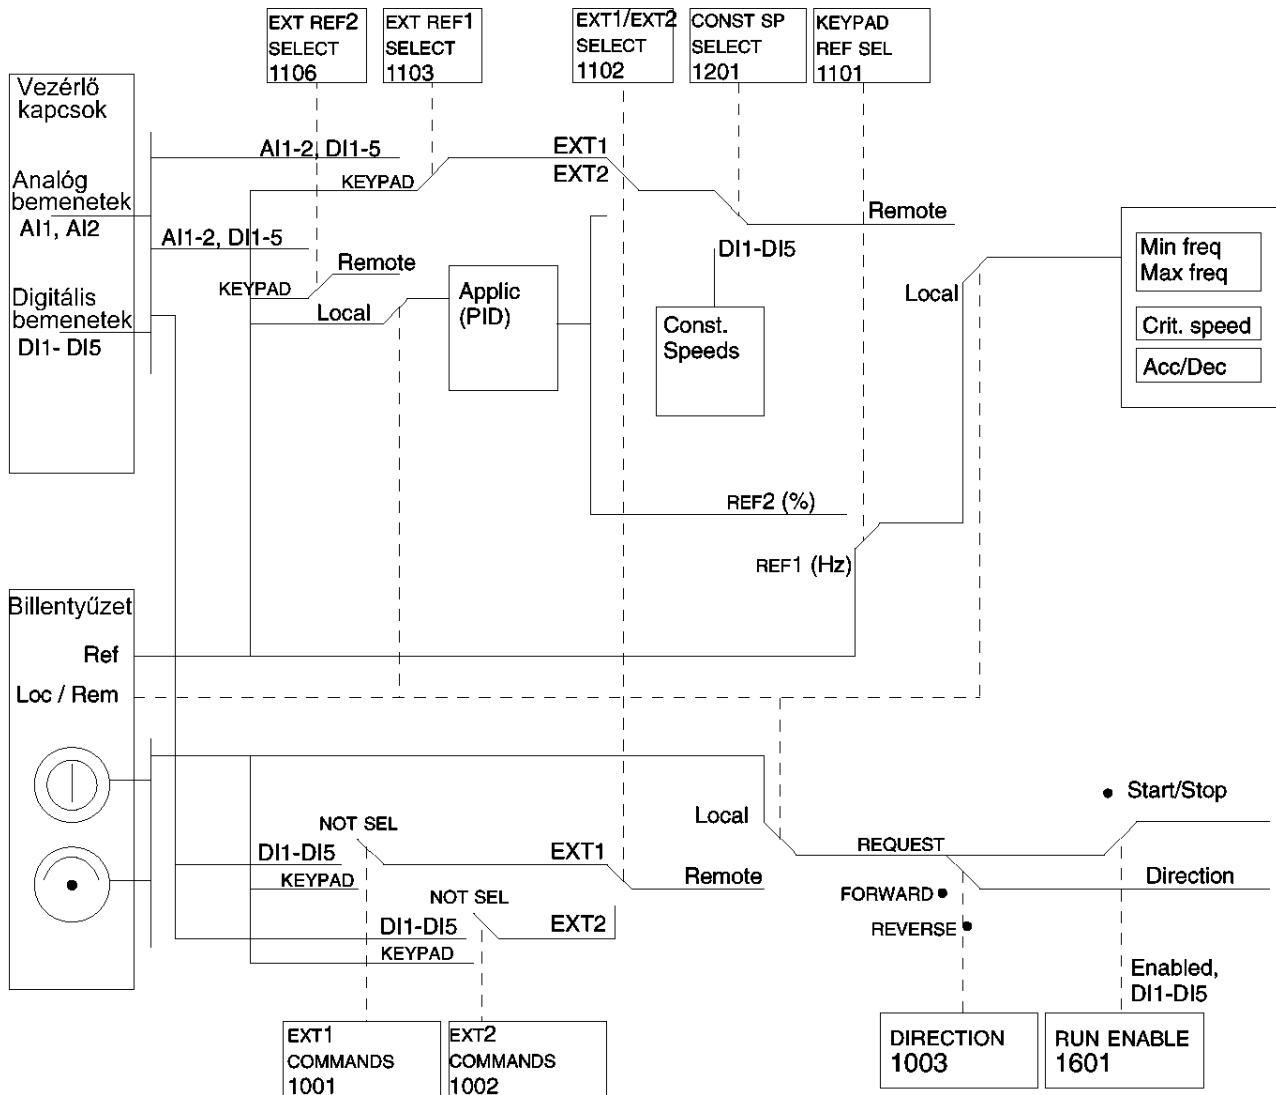 EXT REF2
SELECT
1106
EXT REF1
SELECT
1103
EXT1/EXT2
SELECT
1102
CONST SP
SELECT
1201
KEYPAD
REF SEL
1101
Vezérlő
kapcsok
Analóg
bemenetek
AI1, AI2
Digitális
bemenetek
DI1- DI5
AI1-2, DI1-5
KEYPAD
EXT1
EXT2
Remote
AI1-2, DI1-5
Remote
KEYPAD
Local
Applic
(PID)
DI1-DI5
Const.
Speeds
Local
Min freq
Max freq
Crit. speed
Acc/Dec
REF2 (%)
REF1 (Hz)
Billentyűzet
Ref
Loc / Rem
NOT SEL
DI1-DI5
KEYPAD
EXT1
NOT SEL
DI1-DI5
KEYPAD
EXT2
Local
Remote
REQUEST
Start/Stop
Direction
FORWARD
REVERSE
Enabled,
DI1-DI5
EXT1
COMMANDS
1001
EXT2
COMMANDS
1002
DIRECTION
1003
RUN ENABLE
1601